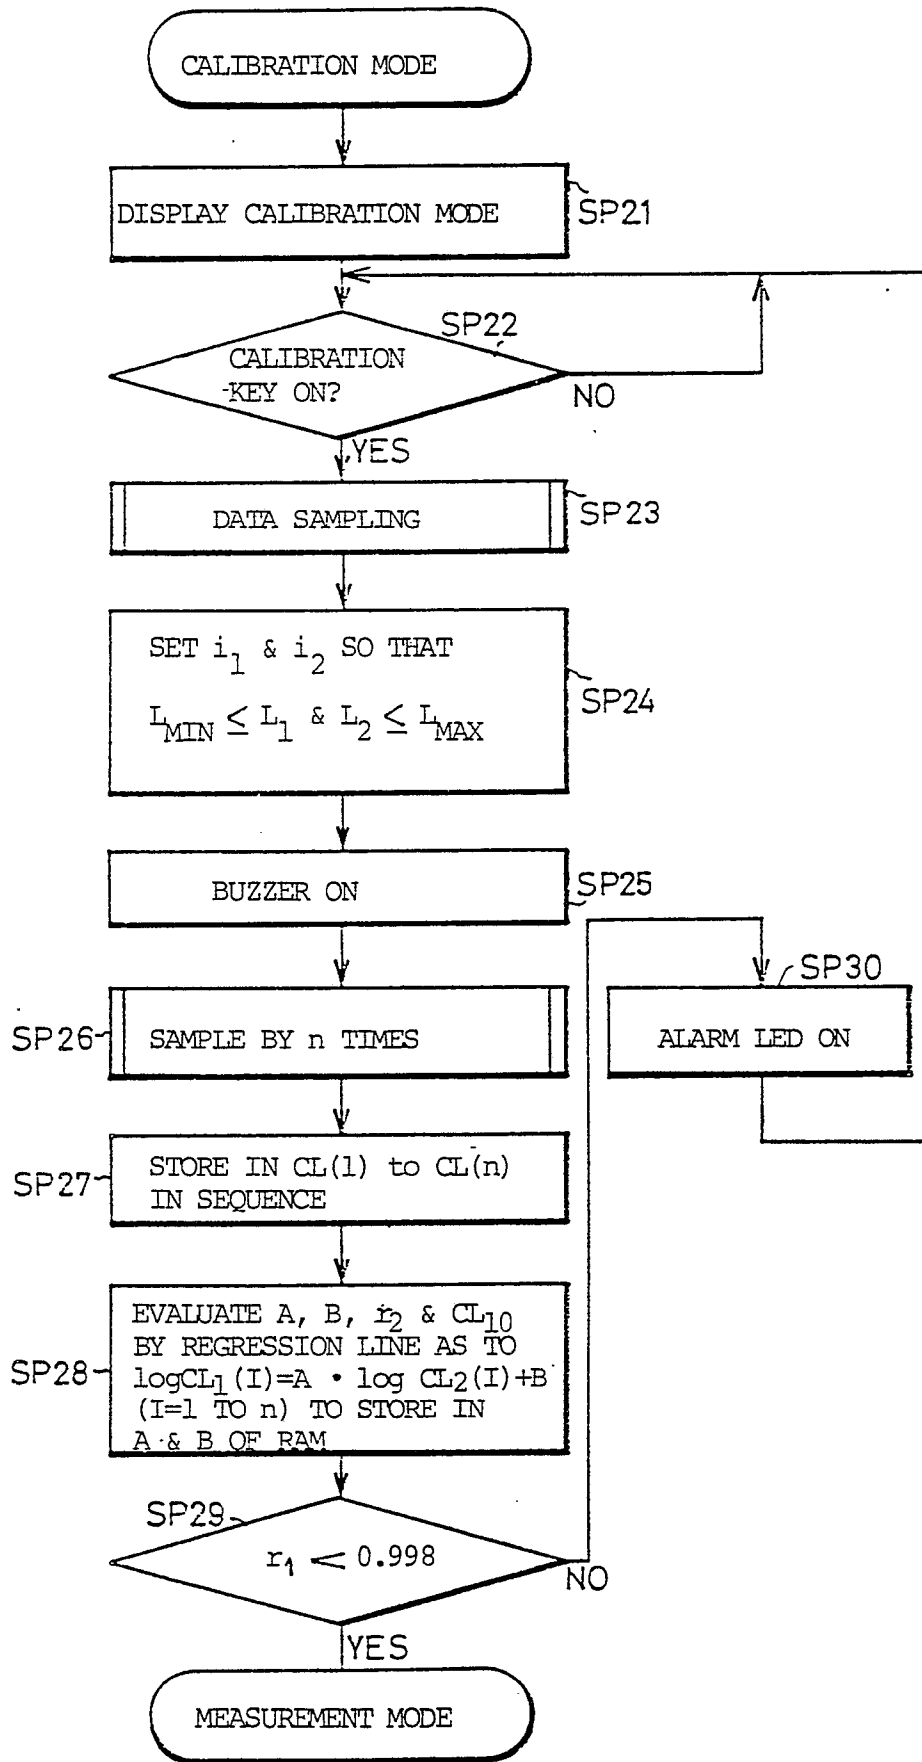 CALIBRATION MODE
DISPLAY CALIBRATION MODE
SP21
SP22
CALIBRATION
KEY ON?
NO
YES
DATA SAMPLING
SP23
SET i1 & i2 SO THAT
LMIN ≤ L1 & L2 ≤ LMAX
SP24
BUZZER ON
SP25
SP30
ALARM LED ON
SP26
SAMPLE BY n TIMES
SP27
STORE IN CL(1) to CL(n)
IN SEQUENCE
SP28
EVALUATE A, B, r2 & CL10
BY REGRESSION LINE AS TO
logCL1(I)=A • log CL2(I)+B
(I=1 TO n) TO STORE IN
A & B OF RAM
SP29
r1 < 0.998
NO
YES
MEASUREMENT MODE